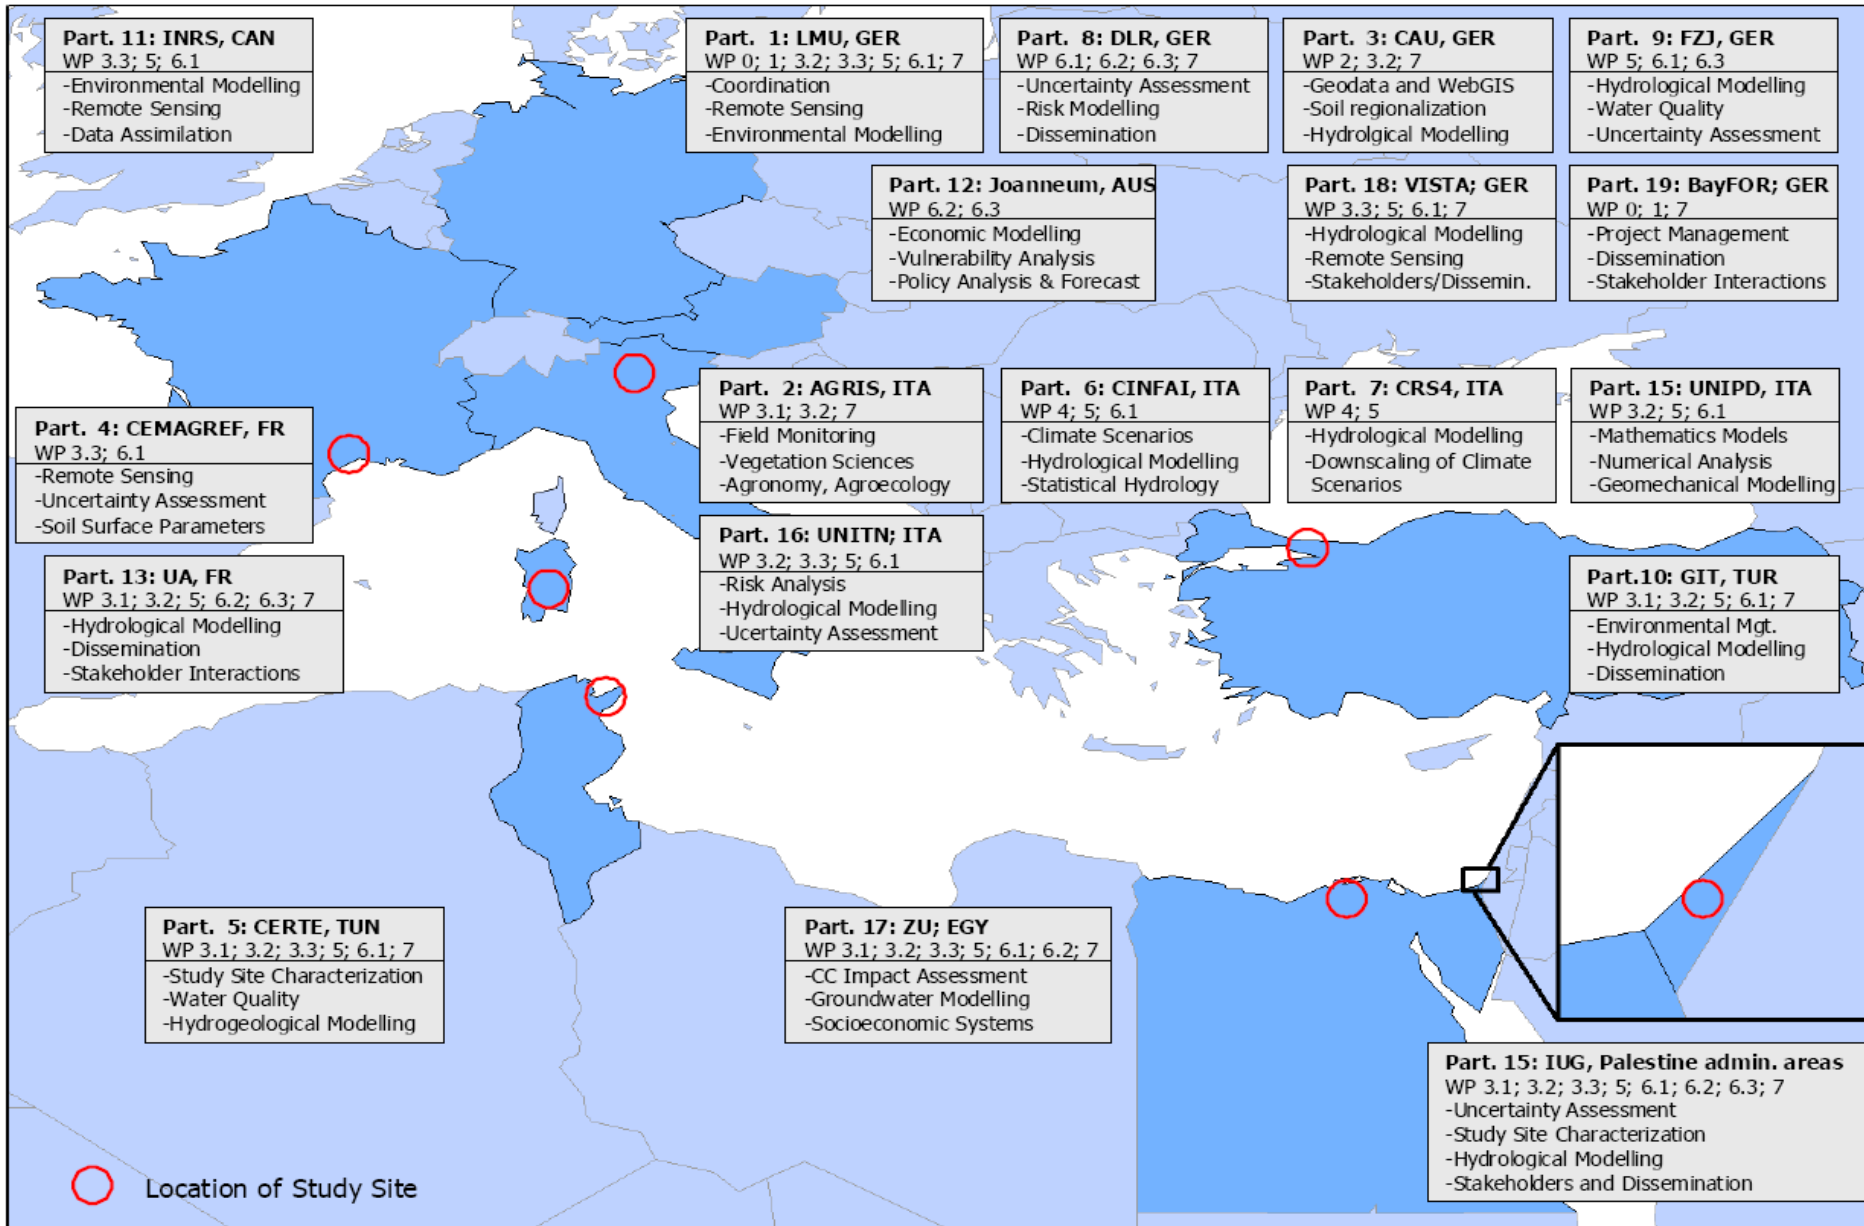 Part. 11: INRS, CAN
WP 3.3; 5; 6.1
-Environmental Modelling
-Remote Sensing
-Data Assimilation
Part. 1: LMU, GER
WP 0; 1; 3.2; 3.3; 5; 6.1; 7
-Coordination
-Remote Sensing
-Environmental Modelling
Part. 8: DLR, GER
WP 6.1; 6.2; 6.3; 7
-Uncertainty Assessment
-Risk Modelling
-Dissemination
Part. 3: CAU, GER
WP 2; 3.2; 7
-Geodata and WebGIS
-Soil regionalization
-Hydrolgical Modelling
Part. 9: FZJ, GER
WP 5; 6.1; 6.3
-Hydrological Modelling
-Water Quality
-Uncertainty Assessment
Part. 12: Joanneum, AUS
WP 6.2; 6.3
-Economic Modelling
-Vulnerability Analysis
-Policy Analysis & Forecast
Part. 18: VISTA; GER
WP 3.3; 5; 6.1; 7
-Hydrological Modelling
-Remote Sensing
-Stakeholders/Dissemin.
Part. 19: BayFOR; GER
WP 0; 1; 7
-Project Management
-Dissemination
-Stakeholder Interactions
Part. 4: CEMAGREF, FR
WP 3.3; 6.1
-Remote Sensing
-Uncertainty Assessment
-Soil Surface Parameters
Part. 2: AGRIS, ITA
WP 3.1; 3.2; 7
-Field Monitoring
-Vegetation Sciences
-Agronomy, Agroecology
Part. 6: CINFAI, ITA
WP 4; 5; 6.1
-Climate Scenarios
-Hydrological Modelling
-Statistical Hydrology
Part. 7: CRS4, ITA
WP 4; 5
-Hydrological Modelling
-Downscaling of Climate
Scenarios
Part. 15: UNIPD, ITA
WP 3.2; 5; 6.1
-Mathematics Models
-Numerical Analysis
-Geomechanical Modelling
Part. 13: UA, FR
WP 3.1; 3.2; 5; 6.2; 6.3; 7
-Hydrological Modelling
-Dissemination
-Stakeholder Interactions
Part. 16: UNITN; ITA
WP 3.2; 3.3; 5; 6.1
-Risk Analysis
-Hydrological Modelling
-Ucertainty Assessment
Part.10: GIT, TUR
WP 3.1; 3.2; 5; 6.1; 7
-Environmental Mgt.
-Hydrological Modelling
-Dissemination
Part. 5: CERTE, TUN
WP 3.1; 3.2; 3.3; 5; 6.1; 7
-Study Site Characterization
-Water Quality
-Hydrogeological Modelling
Part. 17: ZU; EGY
WP 3.1; 3.2; 3.3; 5; 6.1; 6.2; 7
-CC Impact Assessment
-Groundwater Modelling
-Socioeconomic Systems
Part. 15: IUG, Palestine admin. areas
WP 3.1; 3.2; 3.3; 5; 6.1; 6.2; 6.3; 7
-Uncertainty Assessment
-Study Site Characterization
-Hydrological Modelling
-Stakeholders and Dissemination
Location of Study Site